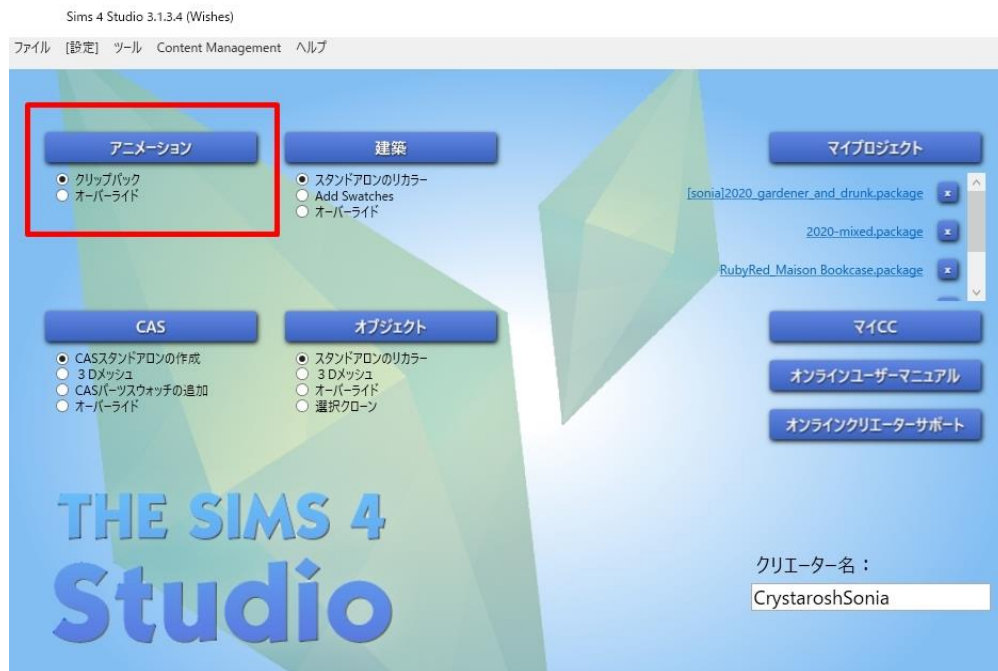 Sims 4 Studio 3.1.3.4 (Wishes)
ファイル [設定] ツール Content Management ヘルプ
アニメーション
クリップパック
オーバーライド
建築
スタンドアロンのリカラー
Add Swatches
オーバーライド
マイプロジェクト
[sonia]2020_gardener_and_drunk.package x
2020-mixed.package x
RubyRed_Maison Bookcase.package x
CAS
CASスタンドアロンの作成
3Dメッシュ
CASパーツスウォッチの追加
オーバーライド
オブジェクト
スタンドアロンのリカラー
3Dメッシュ
オーバーライド
選択クローン
マイCC
オンラインユーザーマニュアル
オンラインクリエーターサポート
THE SIMS 4
Studio
クリエーター名：
CrystaroshSonia